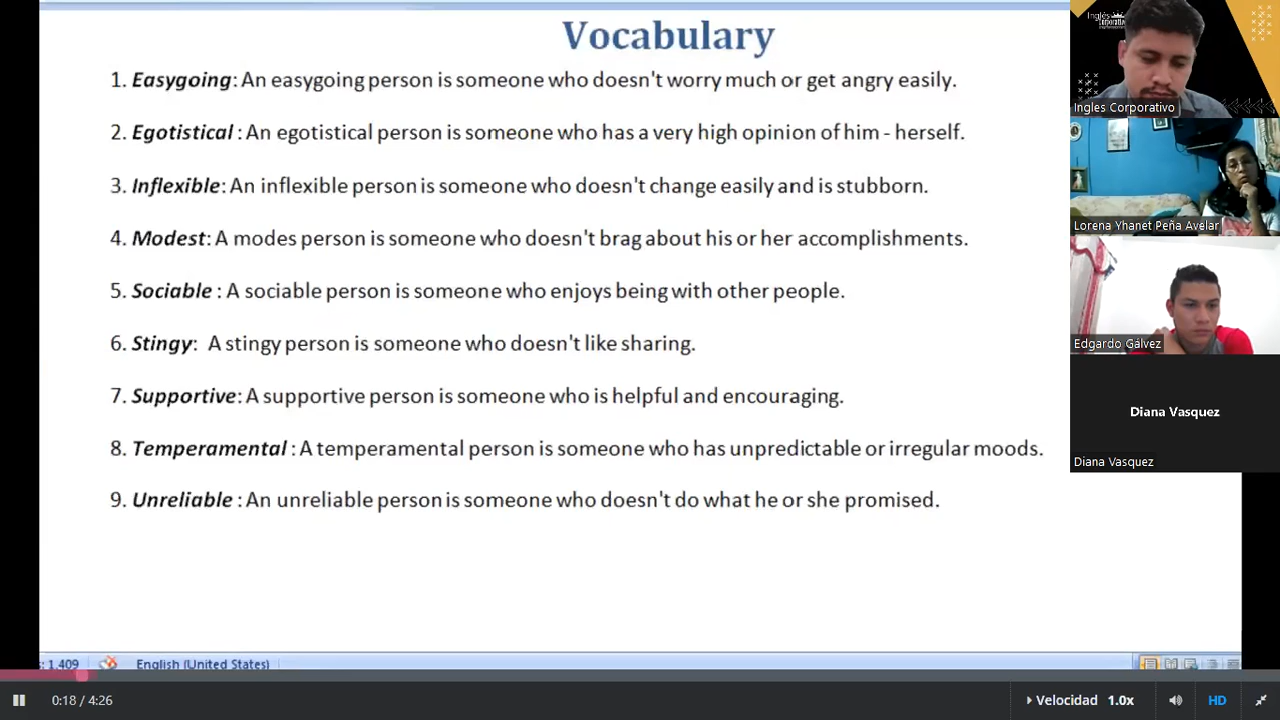 Vocabulary
1. Easygoing: An easygoing person is someone who doesn't worry much or get angry easily.
2. Egotistical : An egotistical person is someone who has a very high opinion of him - herself.
3. Inflexible: An inflexible person is someone who doesn't change easily and is stubborn.
4. Modest: A modes person is someone who doesn't brag about his or her accomplishments.
5. Sociable : A sociable person is someone who enjoys being with other people.
6. Stingy: A stingy person is someone who doesn't like sharing.
7. Supportive: A supportive person is someone who is helpful and encouraging.
8. Temperamental : A temperamental person is someone who has unpredictable or irregular moods.
9. Unreliable : An unreliable person is someone who doesn't do what he or she promised.
Ingles Corporativo
Lorena Yhanet Peña Avelar
Edgardo Gálvez
Diana Vasquez
Diana Vasquez
: 1,409 English (United States)
0:18 / 4:26 Velocidad 1.0x HD